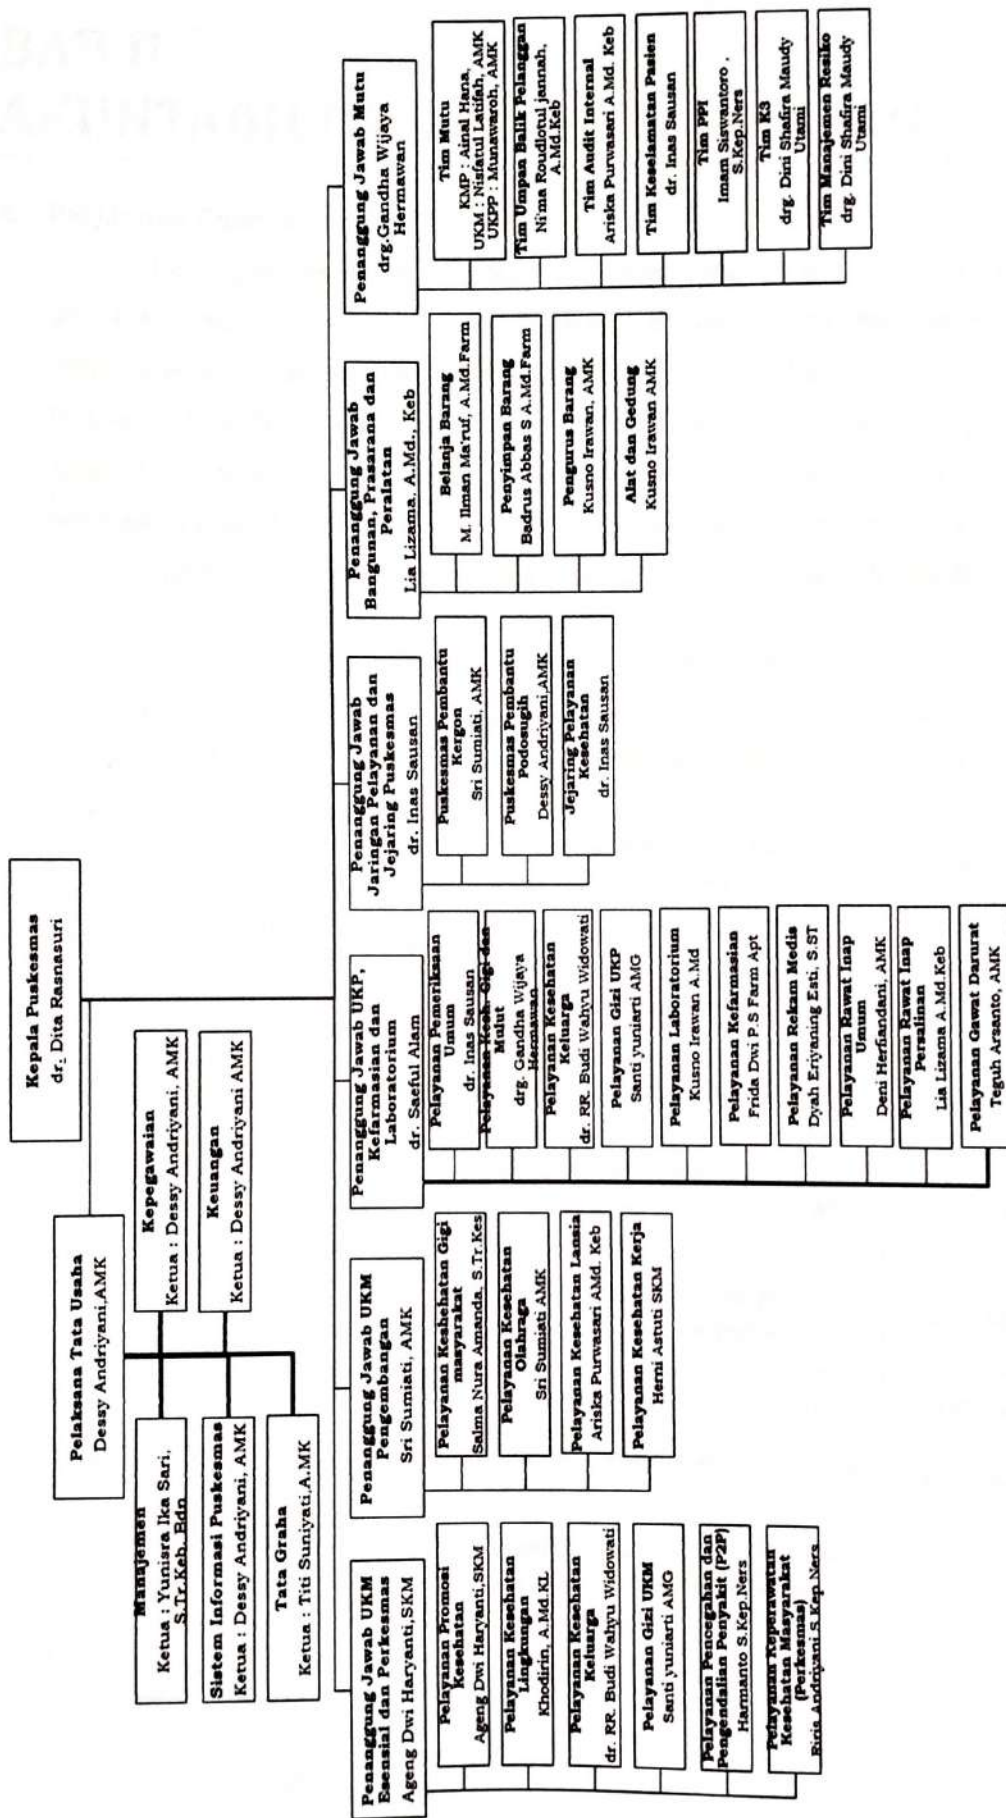 Kepala Puskesmas
dr. Dita Rasnasuri
Pelaksana Tata Usaha
Dessy Andriyani,AMK
Manajemen
Ketua : Yunisra Ika Sari,
S.Tr.Keb, Bdn
Kepegawaian
Ketua : Dessy Andriyani, AMK
Sistem Informasi Puskesmas
Ketua : Dessy Andriyani, AMK
Keuangan
Ketua : Dessy Andriyani AMK
Tata Graha
Ketua : Titi Suniyati,A.MK
Penanggung Jawab UKM
Esensial dan Perkesmas
Ageng Dwi Haryanti,SKM
Pelayanan Promosi
Kesehatan
Ageng Dwi Haryanti,SKM
Pelayanan Kesehatan
Lingkungan
Khodirin, A.Md.KL
Pelayanan Kesehatan
Keluarga
dr. RR. Budi Wahyu Widowati
Pelayanan Gizi UKM
Santi yuniarti AMG
Pelayanan Pencegahan dan
Pengendalian Penyakit (P2P)
Harmanto S.Kep.Ners
Pelayanan Keperawatan
Kesehatan Masyarakat
(Perkesmas)
Riris Andriyani S.Kep.Ners
Penanggung Jawab UKM
Pengembangan
Sri Sumiati, AMK
Pelayanan Keshehatan Gigi
masyarakat
Salma Nura Amanda, S.Tr.Kes
Pelayanan Kesehatan
Olahraga
Sri Sumiati AMK
Pelayanan Kesehatan Lansia
Ariska Purwasari AMd. Keb
Pelayanan Kesehatan Kerja
Herni Astuti SKM
Penanggung Jawab UKP,
Kefarmasian dan
Laboratorium
dr. Saeful Alam
Pelayanan Pemeriksaan
Umum
dr. Inas Sausan
Pelayanan Kesh. Gigi dan
Mulut
drg. Gandha Wijaya
Hermawan
Pelayanan Kesehatan
Keluarga
dr. RR. Budi Wahyu Widowati
Pelayanan Gizi UKP
Santi yuniarti AMG
Pelayanan Laboratorium
Kusno Irawan A.Md
Pelayanan Kefarmasian
Frida Dwi P.S Farm Apt
Pelayanan Rekam Medis
Dyah Eriyaning Esti, S.ST
Pelayanan Rawat Inap
Umum
Deni Herfiandani, AMK
Pelayanan Rawat Inap
Persalinan
Lia Lizama A.Md.Keb
Pelayanan Gawat Darurat
Teguh Arsanto, AMK
Penanggung Jawab
Jaringan Pelayanan dan
Jejaring Puskesmas
dr. Inas Sausan
Puskesmas Pembantu
Kergon
Sri Sumiati, AMK
Puskesmas Pembantu
Podosugih
Dessy Andriyani,AMK
Jejaring Pelayanan
Kesehatan
dr. Inas Sausan
Penanggung Jawab
Bangunan, Prasarana dan
Peralatan
Lia Lizama, A.Md., Keb
Belanja Barang
M. Ilman Ma'ruf, A.Md.Farm
Penyimpan Barang
Badrus Abbas S A.Md.Farm
Pengurus Barang
Kusno Irawan, AMK
Alat dan Gedung
Kusno Irawan AMK
Penanggung Jawab Mutu
drg.Gandha Wijaya
Hermawan
Tim Mutu
KMP : Ainal Hana,
UKM : Nisfatul Latifah, AMK
UKPP : Munawaroh, AMK
Tim Umpan Balik Pelanggan
Ni'ma Roudlotul jannah,
A.Md.Keb
Tim Audit Internal
Ariska Purwasari A.Md. Keb
Tim Keselamatan Pasien
dr. Inas Sausan
Tim PPI
Imam Siswantoro ,
S.Kep.Ners
Tim K3
drg. Dini Shafira Maudy
Utami
Tim Manajemen Resiko
drg. Dini Shafira Maudy
Utami